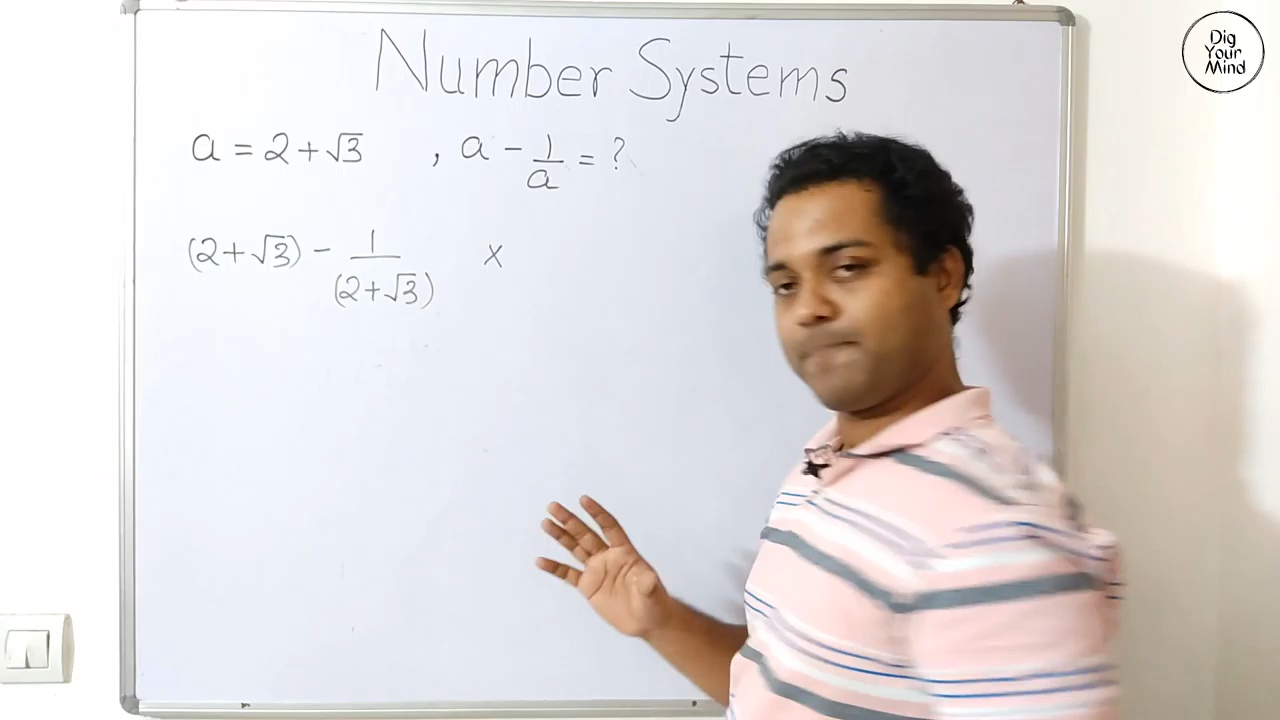 Number Systems
a = 2 + √3 , a - 1/a = ?
(2 + √3) - 1/(2 + √3) x
Dig
Your
Mind